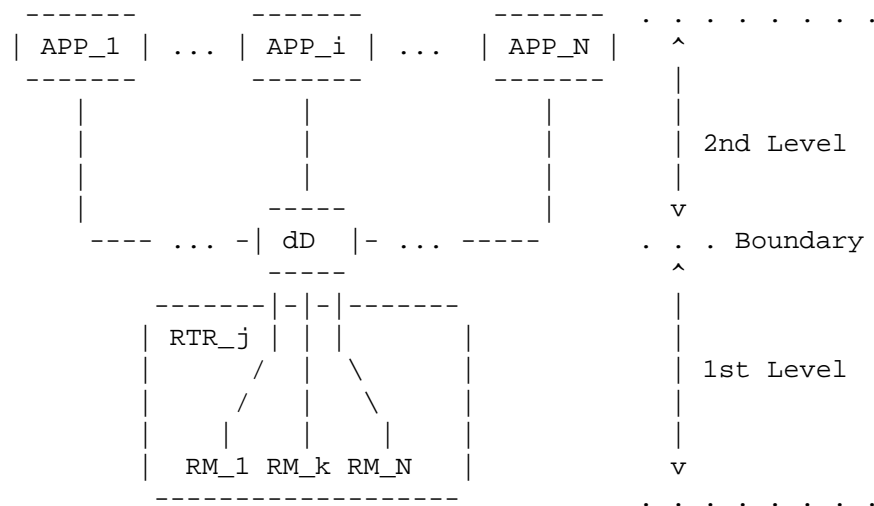 APP_1 ... APP_i ... APP_N
2nd Level
... dD ...
. . . Boundary
RTR_j
1st Level
RM_1 RM_k RM_N